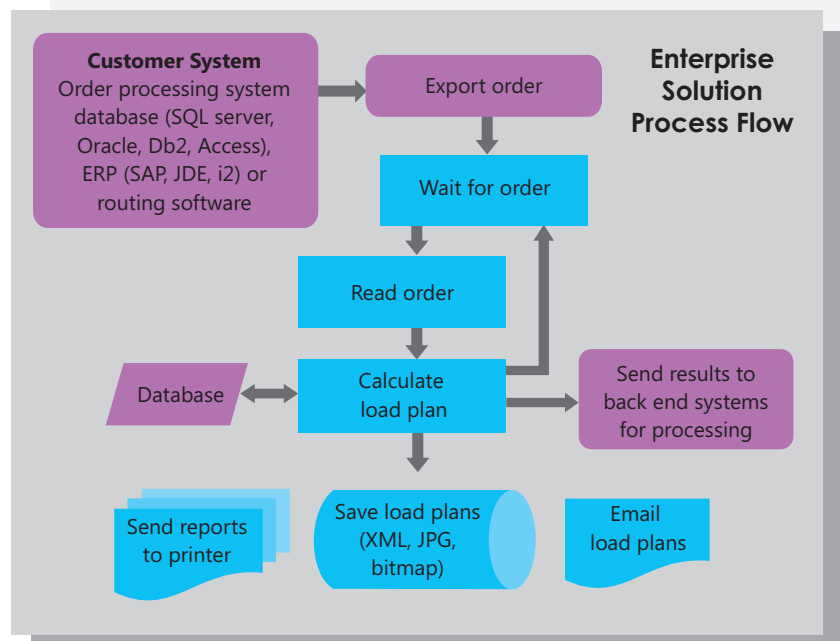 Enterprise
Solution
Process Flow
Customer System
Order processing system
database (SQL server,
Oracle, Db2, Access),
ERP (SAP, JDE, i2) or
routing software
Export order
Wait for order
Read order
Calculate
load plan
Database
Send results to
back end systems
for processing
Send reports
to printer
Save load plans
(XML, JPG,
bitmap)
Email
load plans